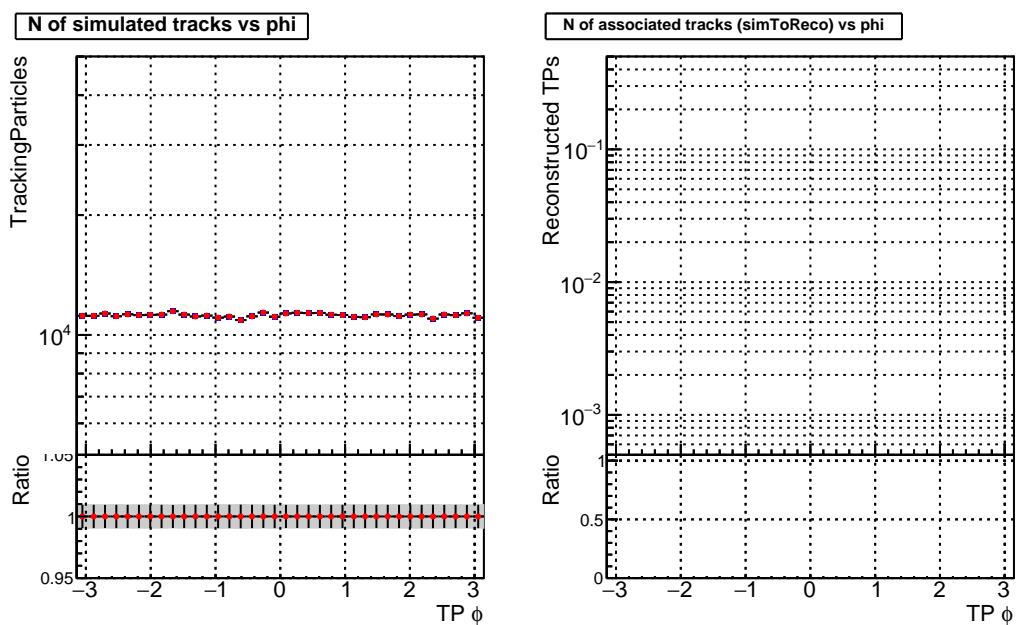 N of simulated tracks vs phi
TrackingParticles
10⁴
Ratio
1.05
1
0.95
−3 −2 −1 0 1 2 3
TP ϕ
N of associated tracks (simToReco) vs phi
Reconstructed TPs
10⁻¹
10⁻²
10⁻³
Ratio
1
0.5
0
−3 −2 −1 0 1 2 3
TP ϕ